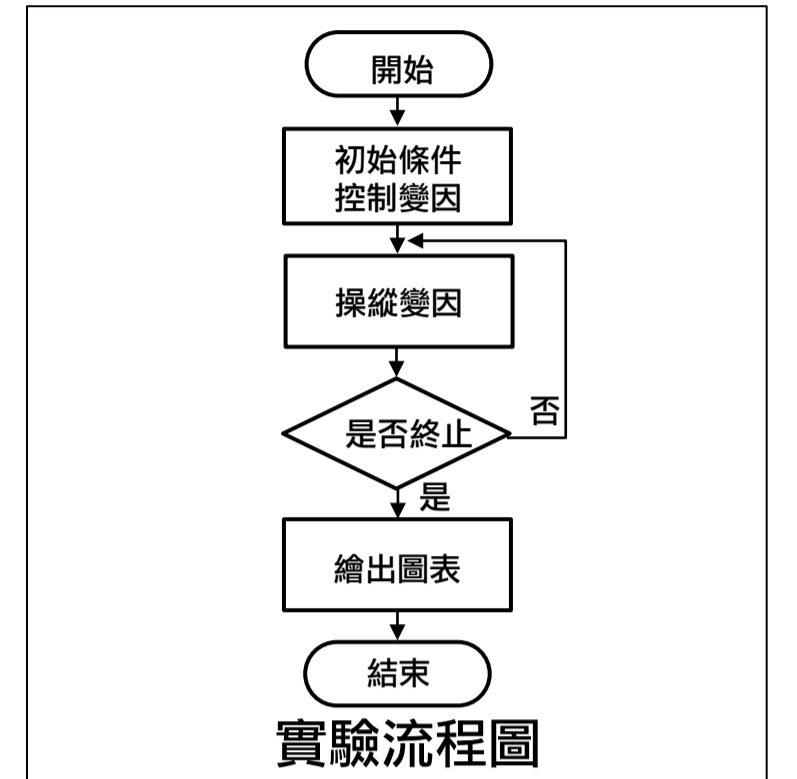 開始
初始條件
控制變因
操縱變因
是否終止
否
是
繪出圖表
結束
實驗流程圖